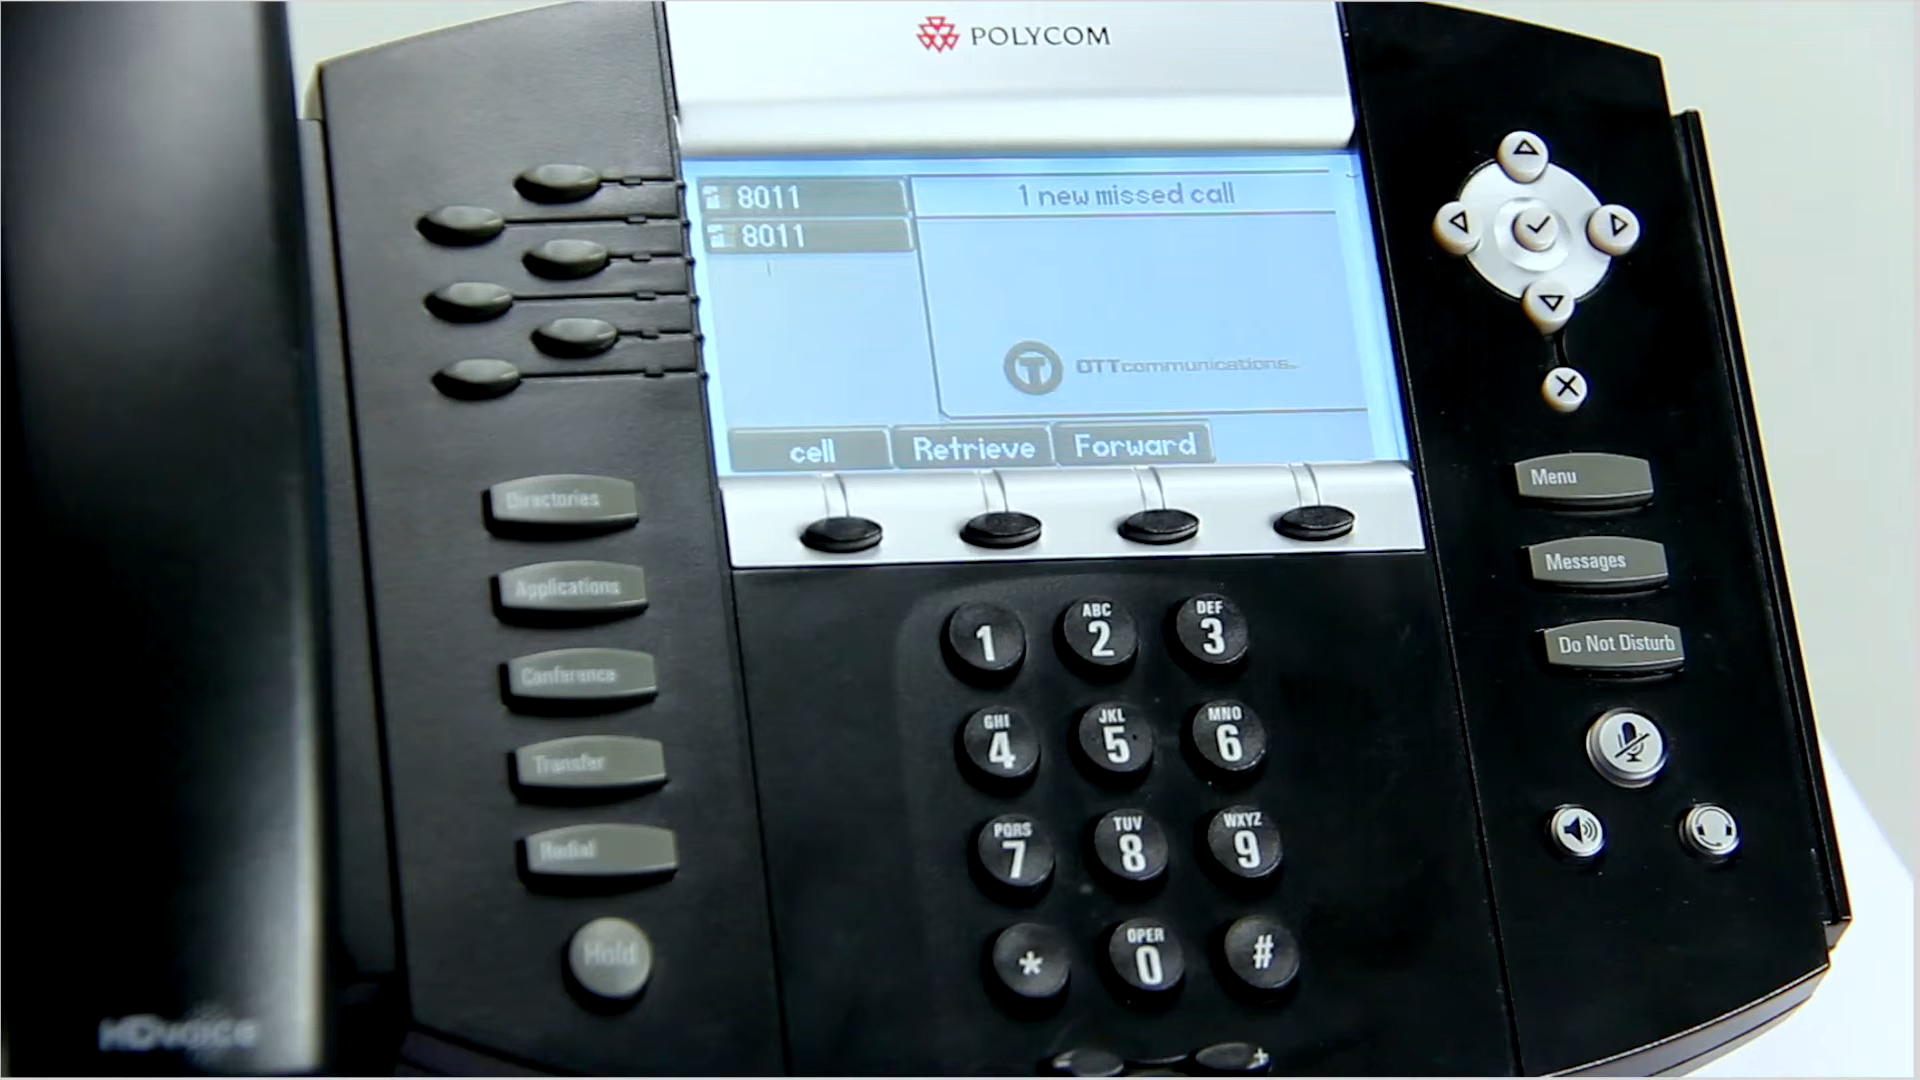 POLYCOM
8011
1 new missed call
8011
OTTcommunications
cell
Retrieve
Forward
Directories
Applications
Conference
Transfer
Redial
Hold
Menu
Messages
Do Not Disturb
1
ABC
2
DEF
3
GHI
4
JKL
5
MNO
6
PQRS
7
TUV
8
WXYZ
9
*
OPER
0
#
+
HDvoice